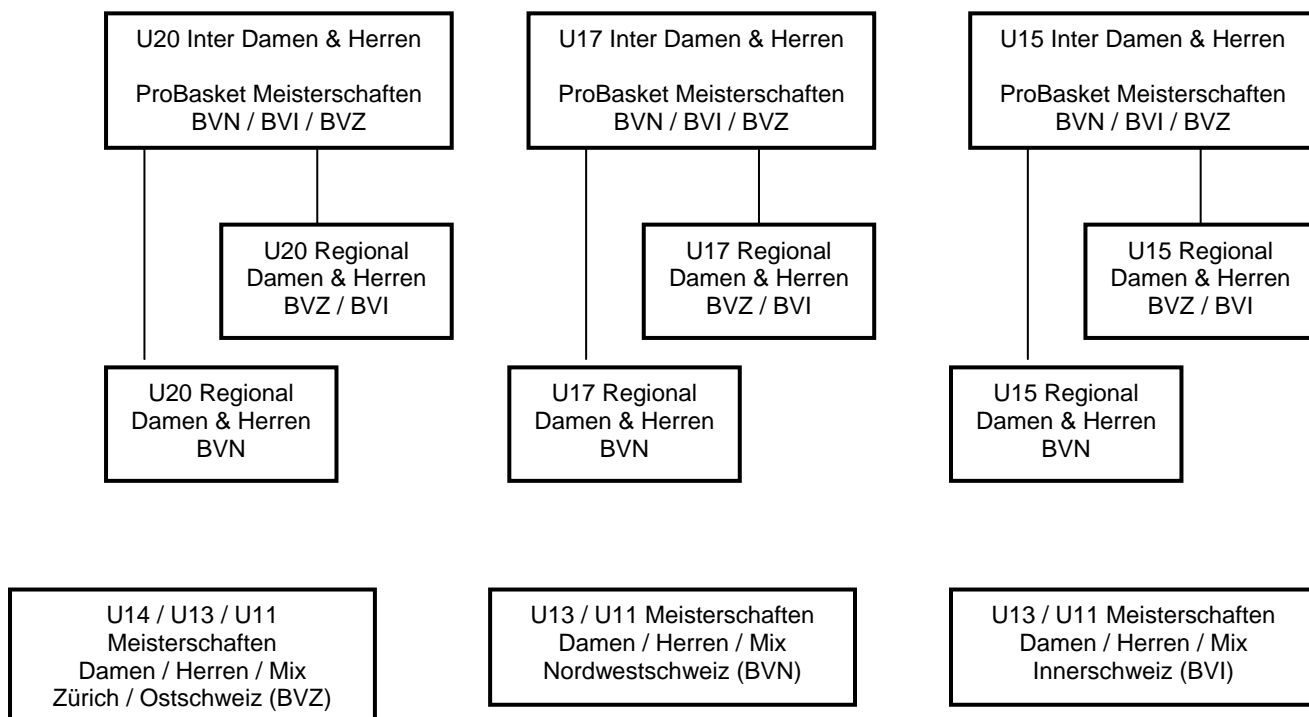 U20 Inter Damen & Herren
ProBasket Meisterschaften
BVN / BVI / BVZ
U17 Inter Damen & Herren
ProBasket Meisterschaften
BVN / BVI / BVZ
U15 Inter Damen & Herren
ProBasket Meisterschaften
BVN / BVI / BVZ
U20 Regional
Damen & Herren
BVZ / BVI
U17 Regional
Damen & Herren
BVZ / BVI
U15 Regional
Damen & Herren
BVZ / BVI
U20 Regional
Damen & Herren
BVN
U17 Regional
Damen & Herren
BVN
U15 Regional
Damen & Herren
BVN
U14 / U13 / U11
Meisterschaften
Damen / Herren / Mix
Zürich / Ostschweiz (BVZ)
U13 / U11 Meisterschaften
Damen / Herren / Mix
Nordwestschweiz (BVN)
U13 / U11 Meisterschaften
Damen / Herren / Mix
Innerschweiz (BVI)